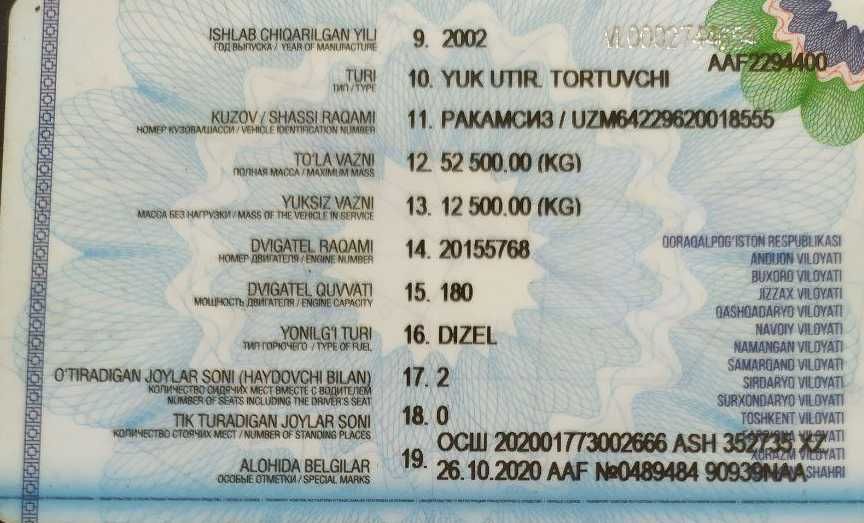 ISHLAB CHIQARILGAN YILI
ГОД ВЫПУСКА / YEAR OF MANUFACTURE
9. 2002
AAF2294400
TURI
ТИП / TYPE
10. YUK UTIR. TORTUVCHI
KUZOV / SHASSI RAQAMI
НОМЕР КУЗОВА/ШАССИ / VEHICLE IDENTIFICATION NUMBER
11. РАКАМСИЗ / UZM64229620018555
TO'LA VAZNI
ПОЛНАЯ МАССА / MAXIMUM MASS
12. 52 500.00 (KG)
YUKSIZ VAZNI
МАССА БЕЗ НАГРУЗКИ / MASS OF THE VEHICLE IN SERVICE
13. 12 500.00 (KG)
DVIGATEL RAQAMI
НОМЕР ДВИГАТЕЛЯ / ENGINE NUMBER
14. 20155768
DVIGATEL QUVVATI
МОЩНОСТЬ ДВИГАТЕЛЯ / ENGINE CAPACITY
15. 180
YONILG'I TURI
ТИП ГОРЮЧЕГО / TYPE OF FUEL
16. DIZEL
O'TIRADIGAN JOYLAR SONI (HAYDOVCHI BILAN)
КОЛИЧЕСТВО СИДЯЧИХ МЕСТ ВМЕСТЕ С ВОДИТЕЛЕМ
NUMBER OF SEATS INCLUDING THE DRIVER'S SEAT
17. 2
TIK TURADIGAN JOYLAR SONI
КОЛИЧЕСТВО СТОЯЧИХ МЕСТ / NUMBER OF STANDING PLACES
18. 0
ALOHIDA BELGILAR
ОСОБЫЕ ОТМЕТКИ / SPECIAL MARKS
19. ОСШ 202001773002666 ASH 352735 XZ
26.10.2020 AAF №0489484 90939NAA
QORAQALPOG'ISTON RESPUBLIKASI
ANDIJON VILOYATI
BUXORO VILOYATI
JIZZAX VILOYATI
QASHQADARYO VILOYATI
NAVOIY VILOYATI
NAMANGAN VILOYATI
SAMARQAND VILOYATI
SIRDARYO VILOYATI
SURXONDARYO VILOYATI
TOSHKENT VILOYATI
VILOYATI
XORAZM VILOYATI
SHAHRI